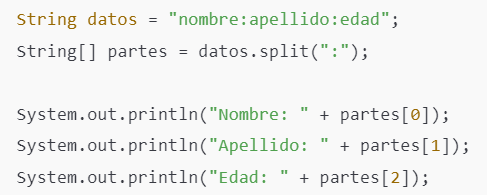 String datos = "nombre:apellido:edad";
String[] partes = datos.split(":");
System.out.println("Nombre: " + partes[0]);
System.out.println("Apellido: " + partes[1]);
System.out.println("Edad: " + partes[2]);